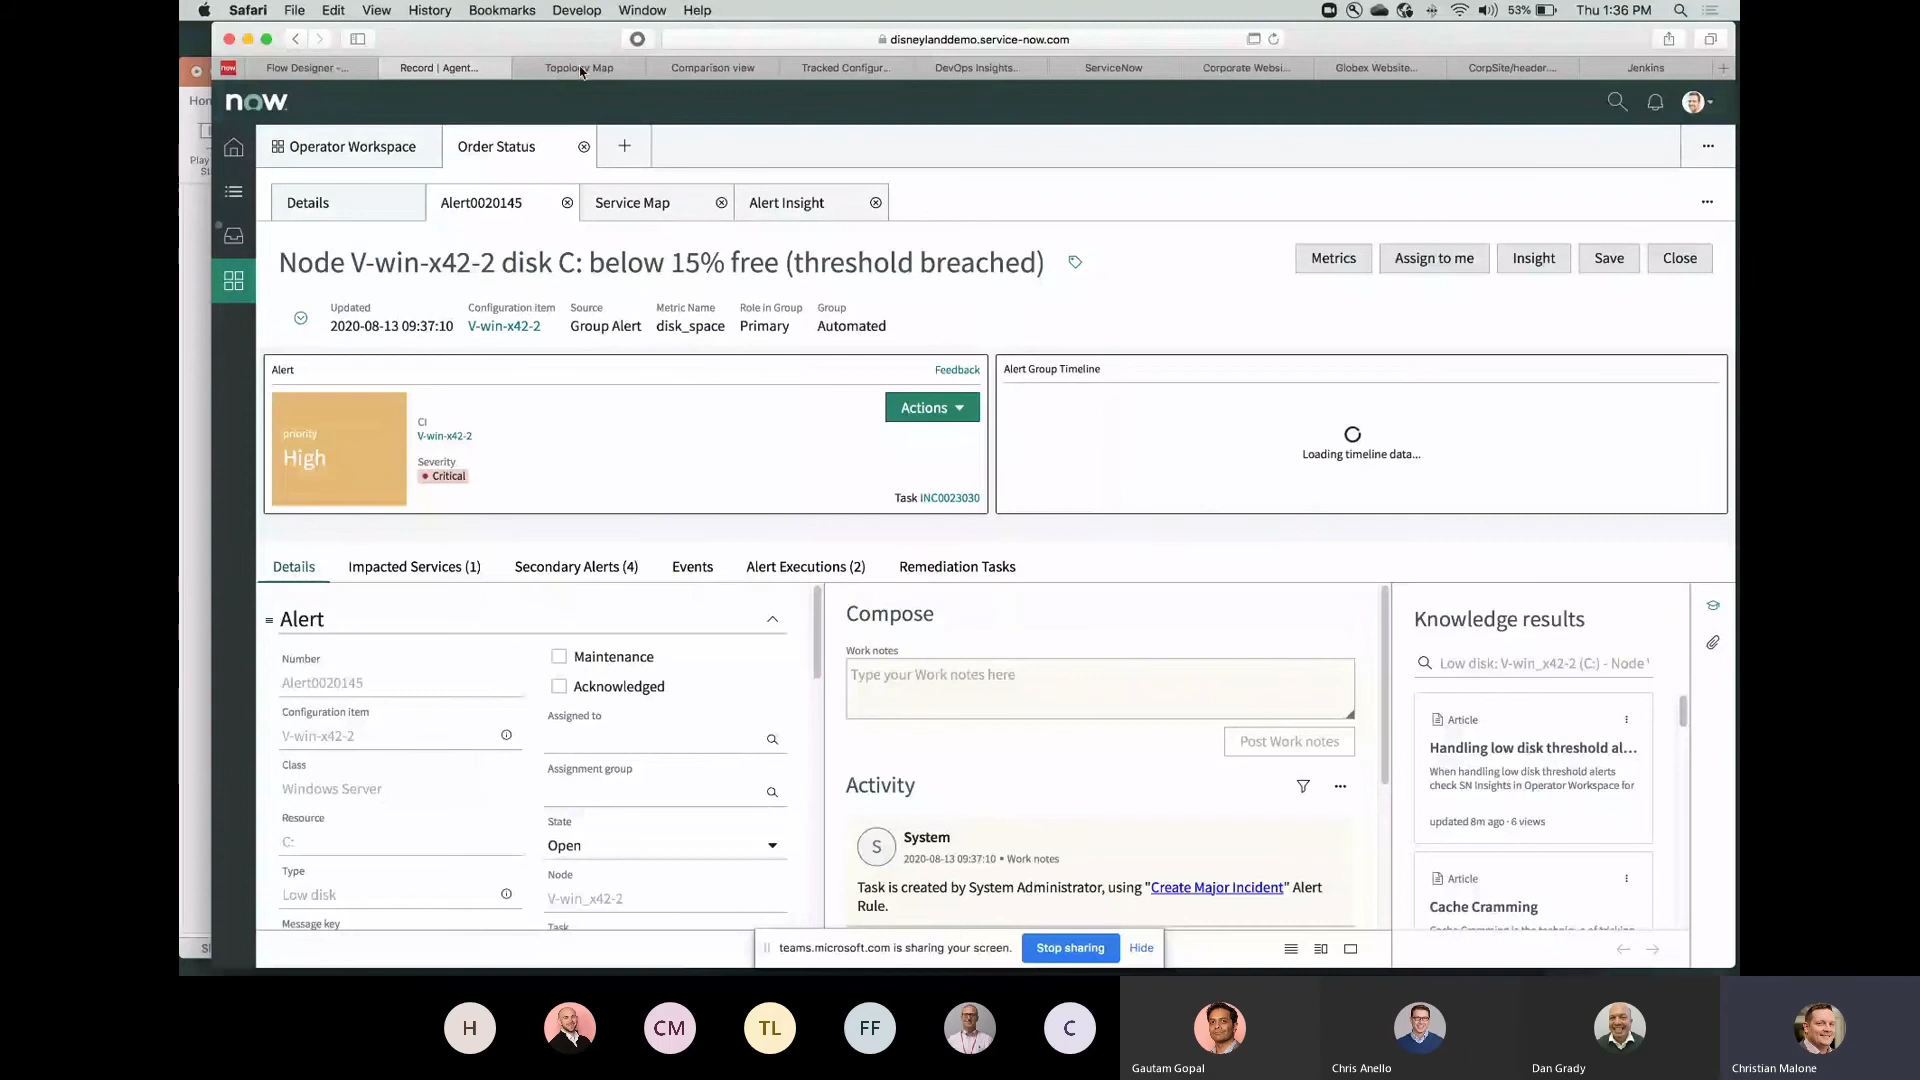 Safari File Edit View History Bookmarks Develop Window Help 53% Thu 1:36 PM
disneylanddemo.service-now.com
now Flow Designer -... Record | Agent... Topology Map Comparison view Tracked Configur... DevOps Insights... ServiceNow Corporate Websi... Globex Website... CorpSite/header.... Jenkins
Hon
now
Play
St
Operator Workspace Order Status
Details Alert0020145 Service Map Alert Insight
Node V-win-x42-2 disk C: below 15% free (threshold breached)
Metrics Assign to me Insight Save Close
Updated Configuration item Source Metric Name Role in Group Group
2020-08-13 09:37:10 V-win-x42-2 Group Alert disk_space Primary Automated
Alert Feedback
Actions
priority
High
CI
V-win-x42-2
Severity
Critical
Task INC0023030
Alert Group Timeline
Loading timeline data...
Details Impacted Services (1) Secondary Alerts (4) Events Alert Executions (2) Remediation Tasks
Alert
Number
Alert0020145
Configuration item
V-win-x42-2
Class
Windows Server
Resource
C:
Type
Low disk
Message key
Maintenance
Acknowledged
Assigned to
Assignment group
State
Open
Node
V-win_x42-2
Task
Compose
Work notes
Type your Work notes here
Post Work notes
Activity
S
System
2020-08-13 09:37:10 • Work notes
Task is created by System Administrator, using "Create Major Incident" Alert
Rule.
Knowledge results
Low disk: V-win_x42-2 (C:) - Node
Article
Handling low disk threshold al...
When handling low disk threshold alerts
check SN Insights in Operator Workspace for
updated 8m ago · 6 views
Article
Cache Cramming
Cache Cramming is the technique of tricking
teams.microsoft.com is sharing your screen. Stop sharing Hide
H CM TL FF C
Gautam Gopal Chris Anello Dan Grady Christian Malone